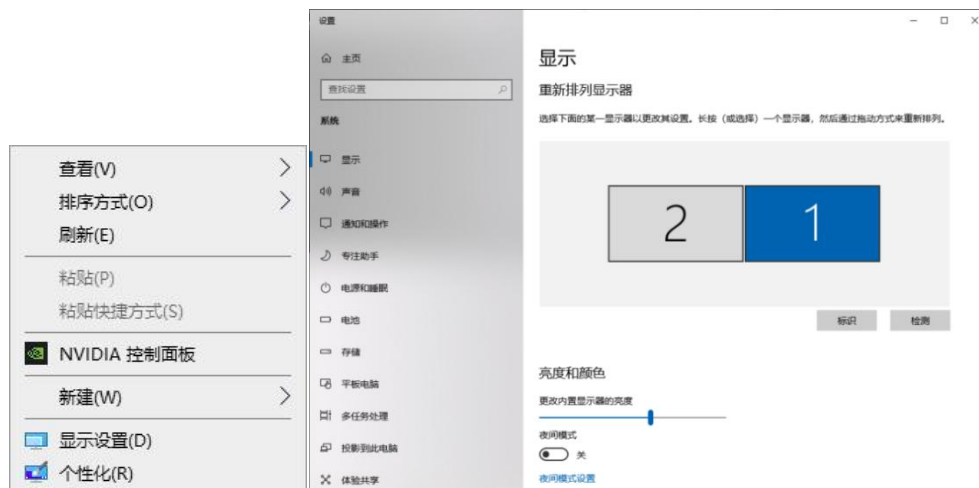 查看(V)
排序方式(O)
刷新(E)
粘贴(P)
粘贴快捷方式(S)
NVIDIA 控制面板
新建(W)
显示设置(D)
个性化(R)
设置
主页
查找设置
系统
显示
声音
通知和操作
专注助手
电源和睡眠
电池
存储
平板电脑
多任务处理
投影到此电脑
体验共享
显示
重新排列显示器
选择下面的某一显示器以更改其设置。长按（或选择）一个显示器，然后通过拖动方式来重新排列。
2 1
标识 检测
亮度和颜色
更改内置显示器的亮度
夜间模式
关
夜间模式设置